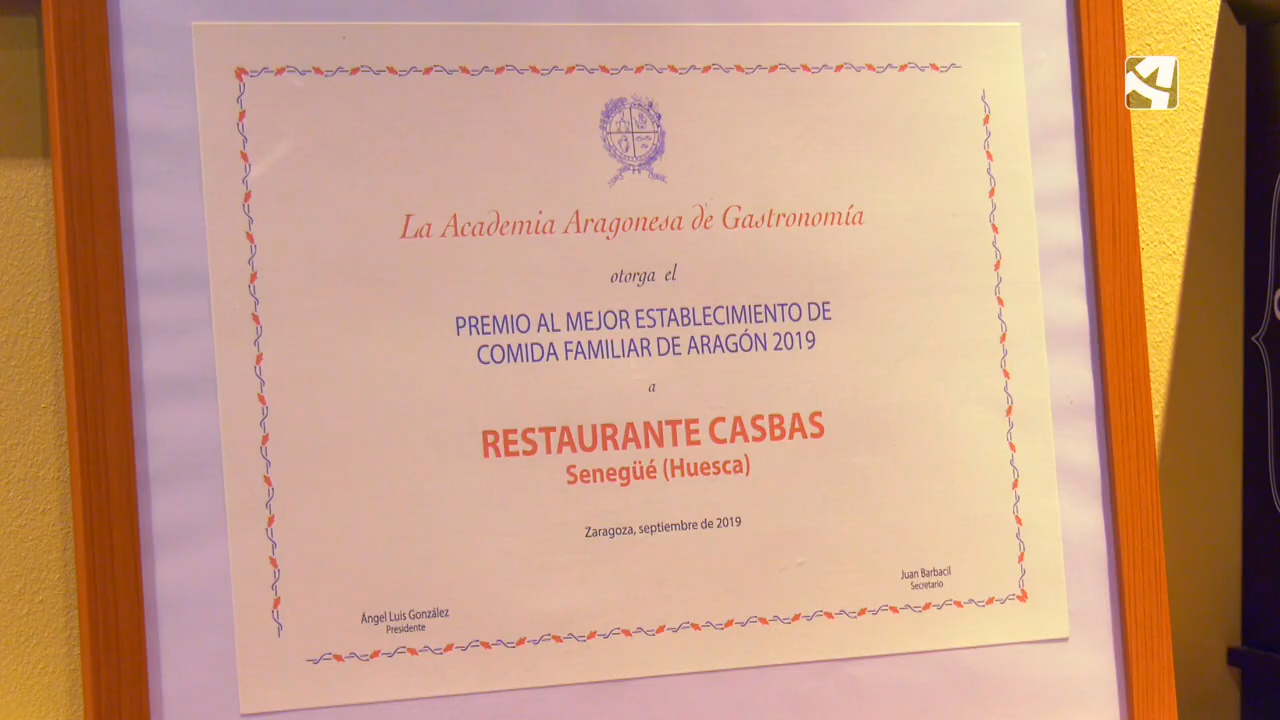 La Academia Aragonesa de Gastronomía
otorga el
PREMIO AL MEJOR ESTABLECIMIENTO DE
COMIDA FAMILIAR DE ARAGÓN 2019
a
RESTAURANTE CASBAS
Senegüé (Huesca)
Zaragoza, septiembre de 2019
Juan Barbacil
Secretario
Ángel Luis González
Presidente